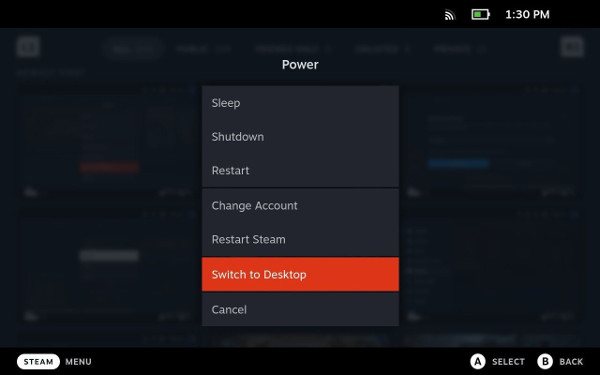 1:30 PM
Power
Sleep
Shutdown
Restart
Change Account
Restart Steam
Switch to Desktop
Cancel
STEAM MENU
A SELECT B BACK